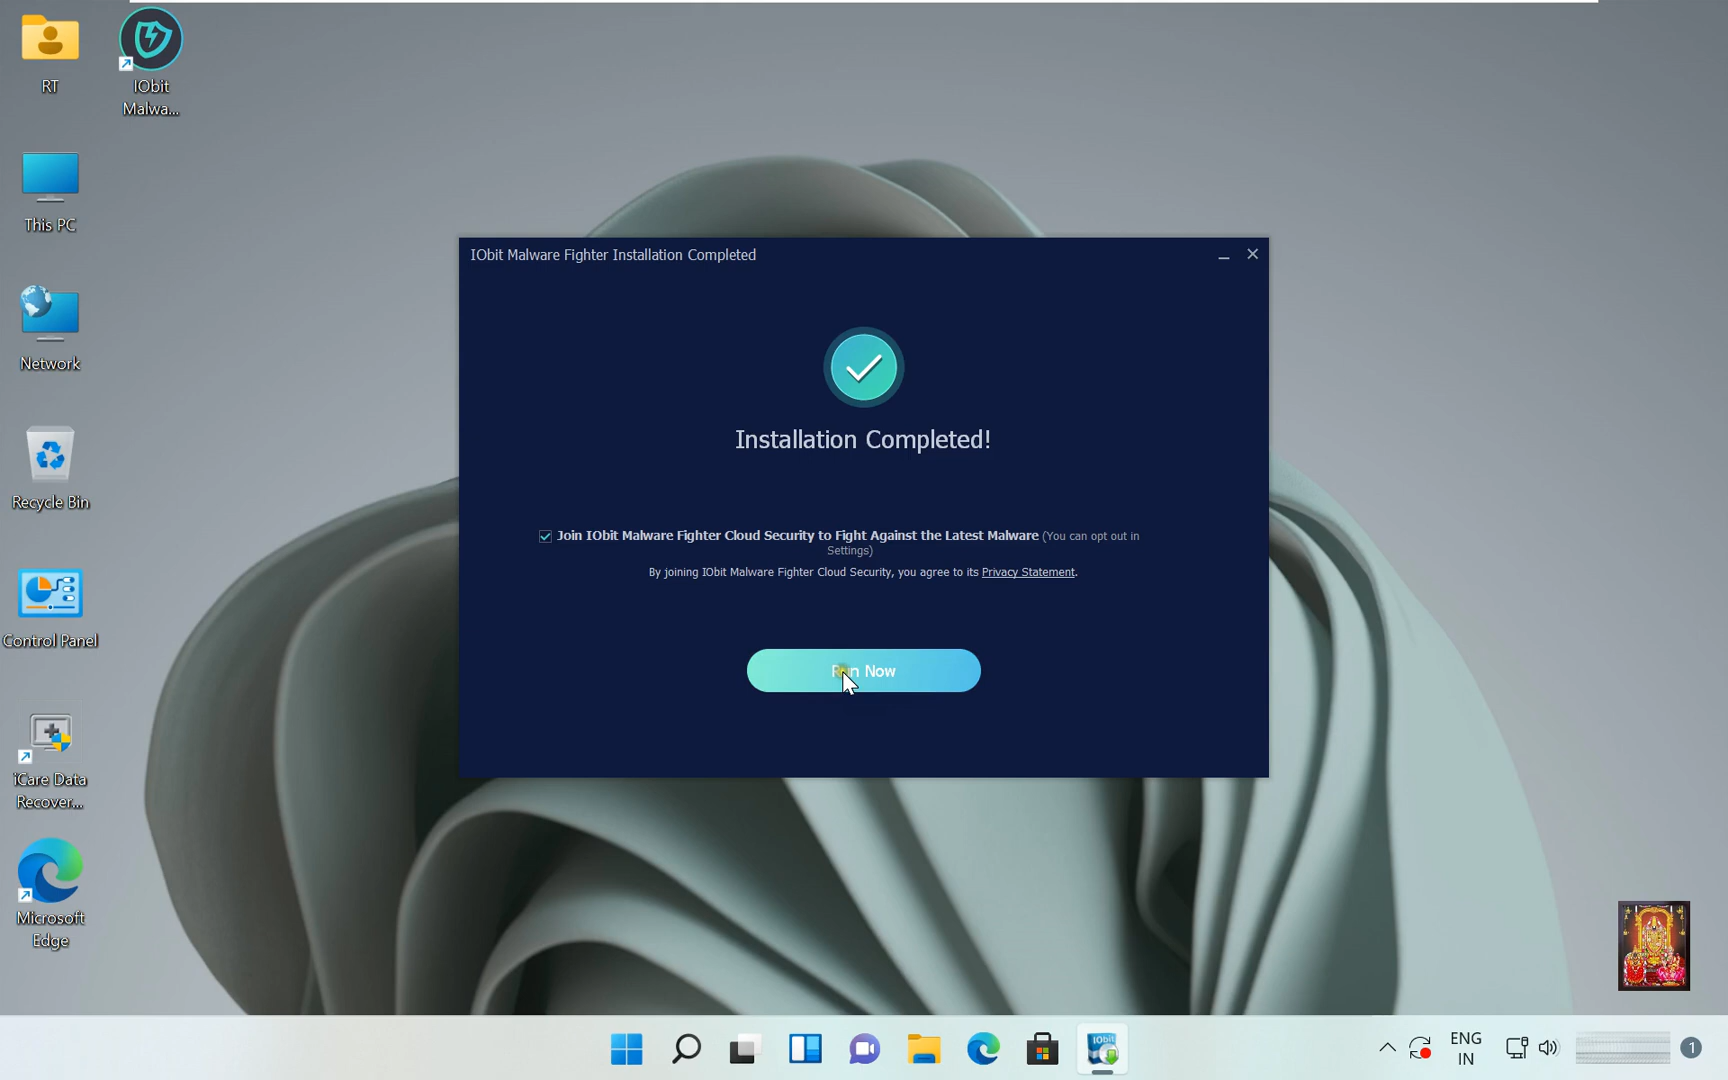 RT
IObit
Malwa...
This PC
Network
Recycle Bin
Control Panel
iCare Data
Recover...
Microsoft
Edge
IObit Malware Fighter Installation Completed
Installation Completed!
Join IObit Malware Fighter Cloud Security to Fight Against the Latest Malware (You can opt out in
Settings)
By joining IObit Malware Fighter Cloud Security, you agree to its Privacy Statement.
Run Now
IObit
ENG
IN
1